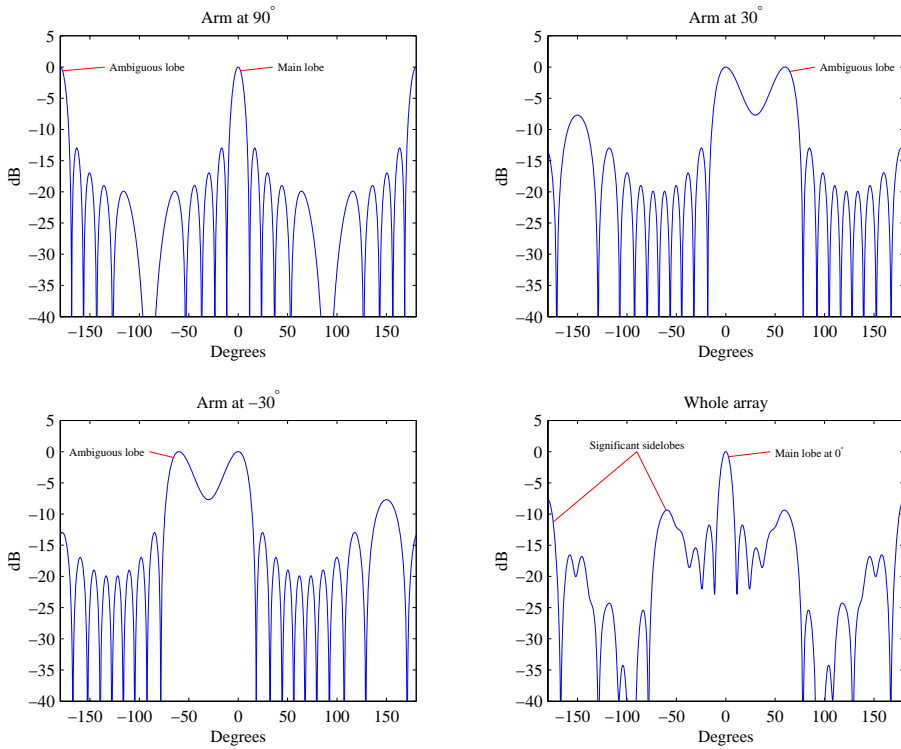 Arm at 90°
5
0
−5
−10
−15
−20
−25
−30
−35
−40
dB
Ambiguous lobe
Main lobe
−150 −100 −50 0 50 100 150
Degrees
Arm at 30°
5
0
−5
−10
−15
−20
−25
−30
−35
−40
dB
Ambiguous lobe
−150 −100 −50 0 50 100 150
Degrees
Arm at −30°
5
0
−5
−10
−15
−20
−25
−30
−35
−40
dB
Ambiguous lobe
−150 −100 −50 0 50 100 150
Degrees
Whole array
5
0
−5
−10
−15
−20
−25
−30
−35
−40
dB
Significant sidelobes
Main lobe at 0°
−150 −100 −50 0 50 100 150
Degrees